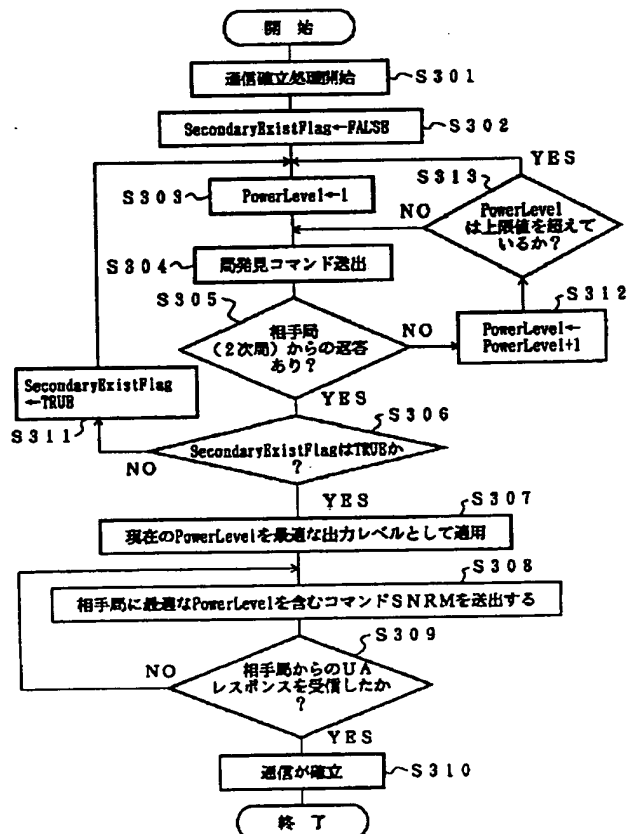 開始
通信確立処理開始
S301
SecondaryExistFlag←FALSE
S302
YES
S313
S303
PowerLevel←1
NO
PowerLevel
は上限値を超えて
いるか?
S304
局発見コマンド送出
S305
S312
相手局
(2次局)からの返答
あり?
NO
PowerLevel←
PowerLevel+1
SecondaryExistFlag
←TRUE
YES
S306
S311
SecondaryExistFlagはTRUEか
?
NO
YES
S307
現在のPowerLevelを最適な出力レベルとして適用
S308
相手局に最適なPowerLevelを含むコマンドSNRMを送出する
S309
NO
相手局からのUA
レスポンスを受信したか
?
YES
通信が確立
S310
終了